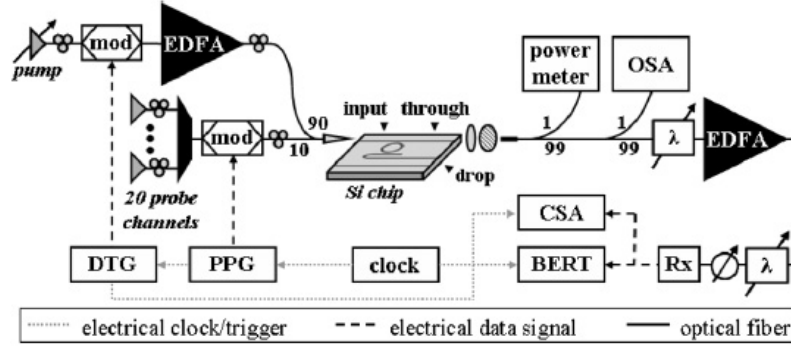 mod
EDFA
pump
power
meter
OSA
input
through
90
10
mod
1
99
1
99
λ
EDFA
20 probe
channels
Si chip
drop
CSA
DTG
PPG
clock
BERT
Rx
λ
electrical clock/trigger
electrical data signal
optical fiber